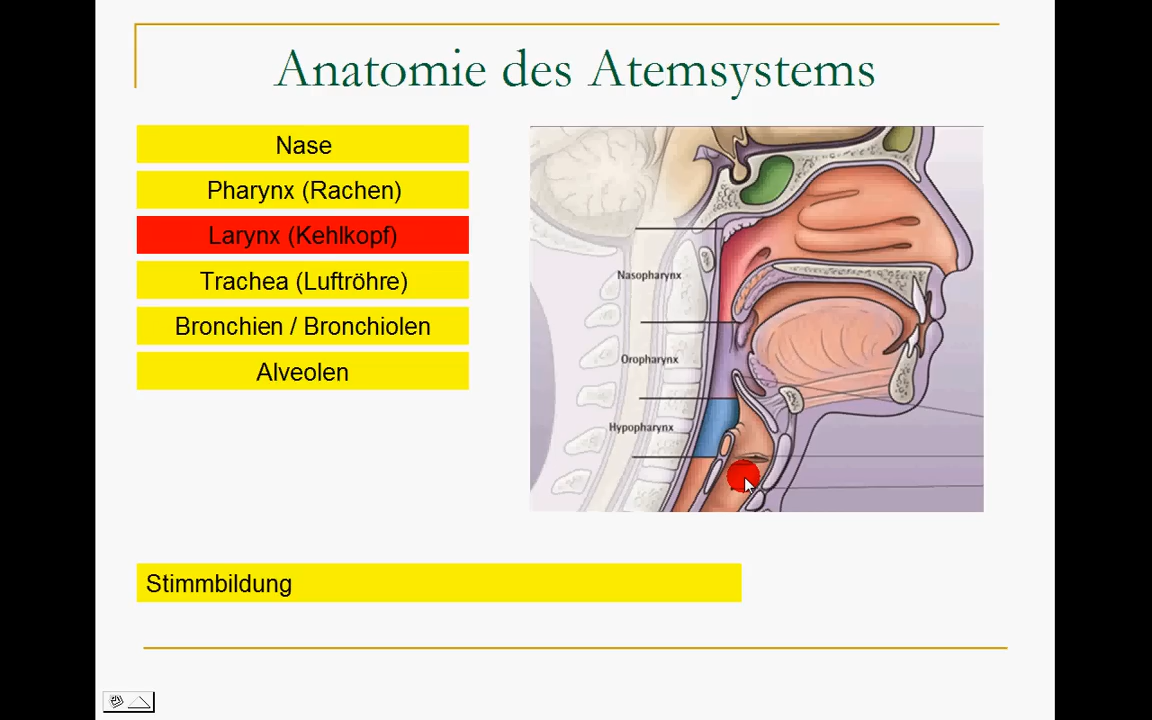 Anatomie des Atemsystems
Nase
Pharynx (Rachen)
Larynx (Kehlkopf)
Trachea (Luftröhre)
Bronchien / Bronchiolen
Alveolen
Nasopharynx
Oropharynx
Hypopharynx
Stimmbildung